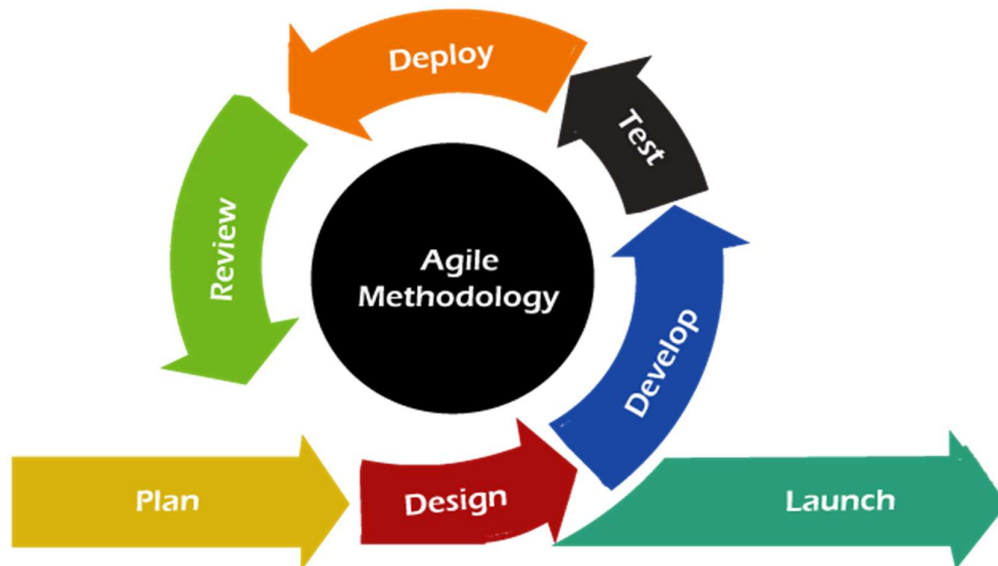 Deploy
Test
Review
Agile
Methodology
Develop
Plan
Design
Launch